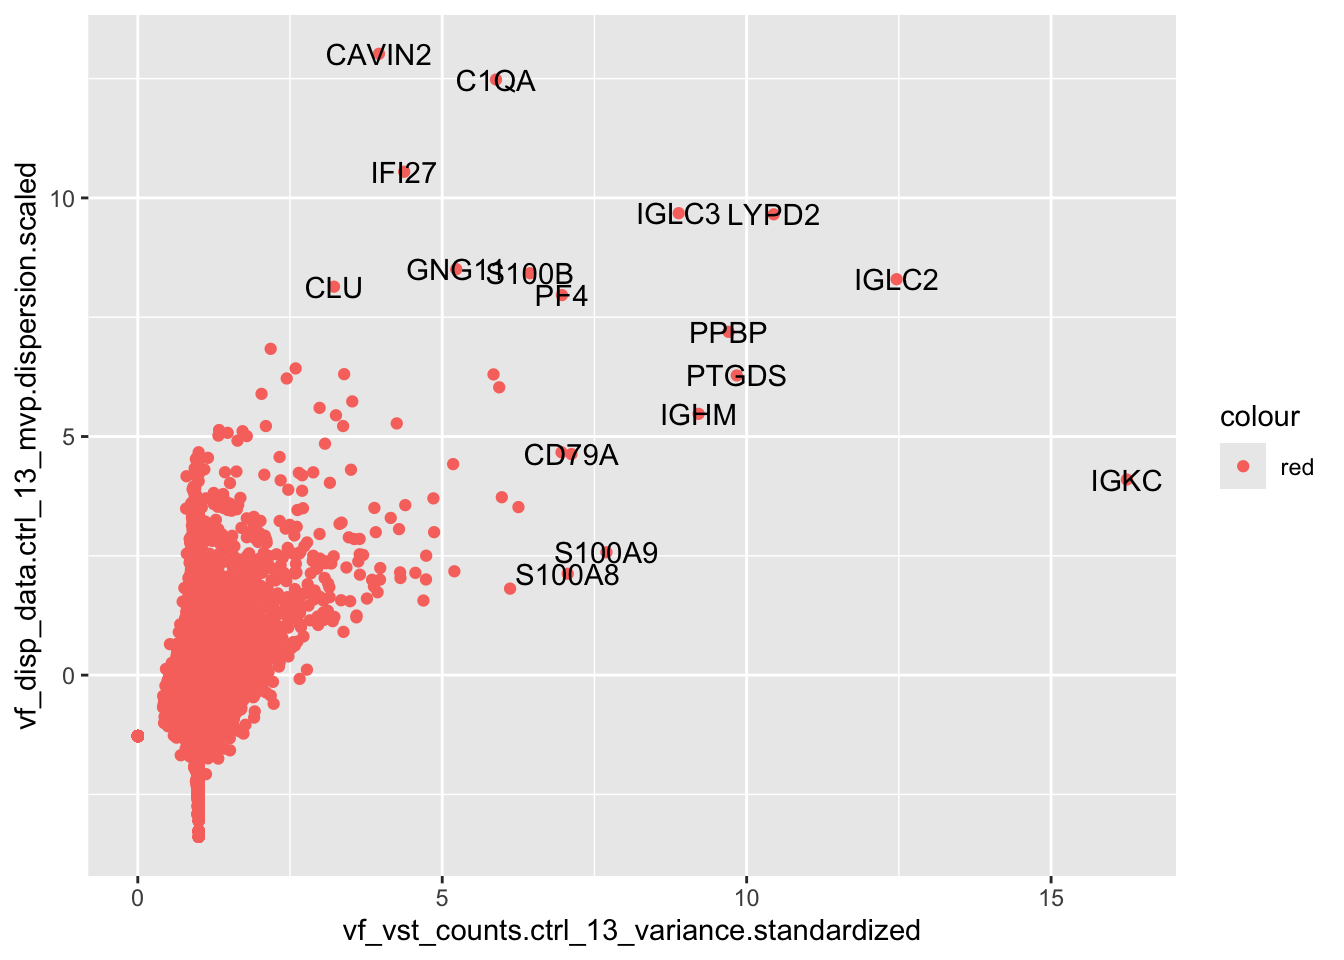 CAVIN2
C1QA
IFI27
IGLC3 LYPD2
GNG11 S100B
CLU
PF4
IGLC2
PPBP
PTGDS
IGHM
CD79A
IGKC
S100A9
S100A8
10
5
0
0 5 10 15
vf_vst_counts.ctrl_13_variance.standardized
vf_disp_data.ctrl_13_mvp.dispersion.scaled
colour
red